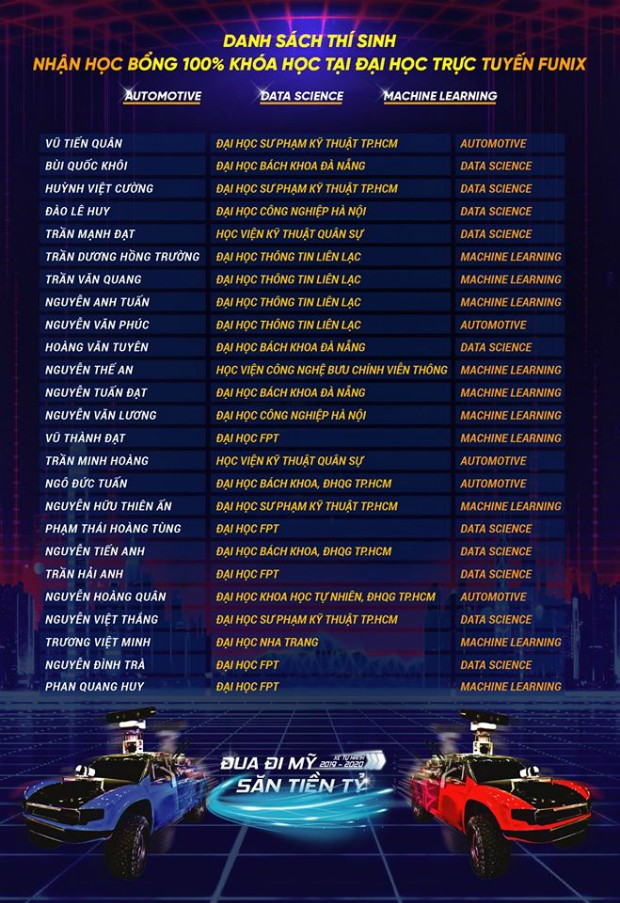 DANH SÁCH THÍ SINH
NHẬN HỌC BỔNG 100% KHÓA HỌC TẠI ĐẠI HỌC TRỰC TUYẾN FUNIX
AUTOMOTIVE DATA SCIENCE MACHINE LEARNING
VŨ TIẾN QUÂN ĐẠI HỌC SƯ PHẠM KỸ THUẬT TP.HCM AUTOMOTIVE
BÙI QUỐC KHÔI ĐẠI HỌC BÁCH KHOA ĐÀ NẴNG DATA SCIENCE
HUỲNH VIỆT CƯỜNG ĐẠI HỌC SƯ PHẠM KỸ THUẬT TP.HCM DATA SCIENCE
ĐÀO LÊ HUY ĐẠI HỌC CÔNG NGHIỆP HÀ NỘI DATA SCIENCE
TRẦN MẠNH ĐẠT HỌC VIỆN KỸ THUẬT QUÂN SỰ DATA SCIENCE
TRẦN DƯƠNG HỒNG TRƯỜNG ĐẠI HỌC THÔNG TIN LIÊN LẠC MACHINE LEARNING
TRẦN VĂN QUANG ĐẠI HỌC THÔNG TIN LIÊN LẠC MACHINE LEARNING
NGUYỄN ANH TUẤN ĐẠI HỌC THÔNG TIN LIÊN LẠC MACHINE LEARNING
NGUYỄN VĂN PHÚC ĐẠI HỌC THÔNG TIN LIÊN LẠC AUTOMOTIVE
HOÀNG VĂN TUYÊN ĐẠI HỌC BÁCH KHOA ĐÀ NẴNG DATA SCIENCE
NGUYỄN THẾ AN HỌC VIỆN CÔNG NGHỆ BƯU CHÍNH VIỄN THÔNG MACHINE LEARNING
NGUYỄN TUẤN ĐẠT ĐẠI HỌC BÁCH KHOA ĐÀ NẴNG MACHINE LEARNING
NGUYỄN VĂN LƯƠNG ĐẠI HỌC CÔNG NGHIỆP HÀ NỘI MACHINE LEARNING
VŨ THÀNH ĐẠT ĐẠI HỌC FPT MACHINE LEARNING
TRẦN MINH HOÀNG HỌC VIỆN KỸ THUẬT QUÂN SỰ AUTOMOTIVE
NGÔ ĐỨC TUẤN ĐẠI HỌC BÁCH KHOA, ĐHQG TP.HCM AUTOMOTIVE
NGUYỄN HỮU THIÊN ẤN ĐẠI HỌC SƯ PHẠM KỸ THUẬT TP.HCM MACHINE LEARNING
PHẠM THÁI HOÀNG TÙNG ĐẠI HỌC FPT DATA SCIENCE
NGUYỄN TIẾN ANH ĐẠI HỌC BÁCH KHOA, ĐHQG TP.HCM DATA SCIENCE
TRẦN HẢI ANH ĐẠI HỌC FPT DATA SCIENCE
NGUYỄN HOÀNG QUÂN ĐẠI HỌC KHOA HỌC TỰ NHIÊN, ĐHQG TP.HCM AUTOMOTIVE
NGUYỄN VIỆT THẮNG ĐẠI HỌC SƯ PHẠM KỸ THUẬT TP.HCM DATA SCIENCE
TRƯƠNG VIỆT MINH ĐẠI HỌC NHA TRANG MACHINE LEARNING
NGUYỄN ĐÌNH TRÀ ĐẠI HỌC FPT DATA SCIENCE
PHAN QUANG HUY ĐẠI HỌC FPT MACHINE LEARNING
XE TỰ HÀNH
ĐUA ĐI MỸ 2019 - 2020
SĂN TIỀN TỶ